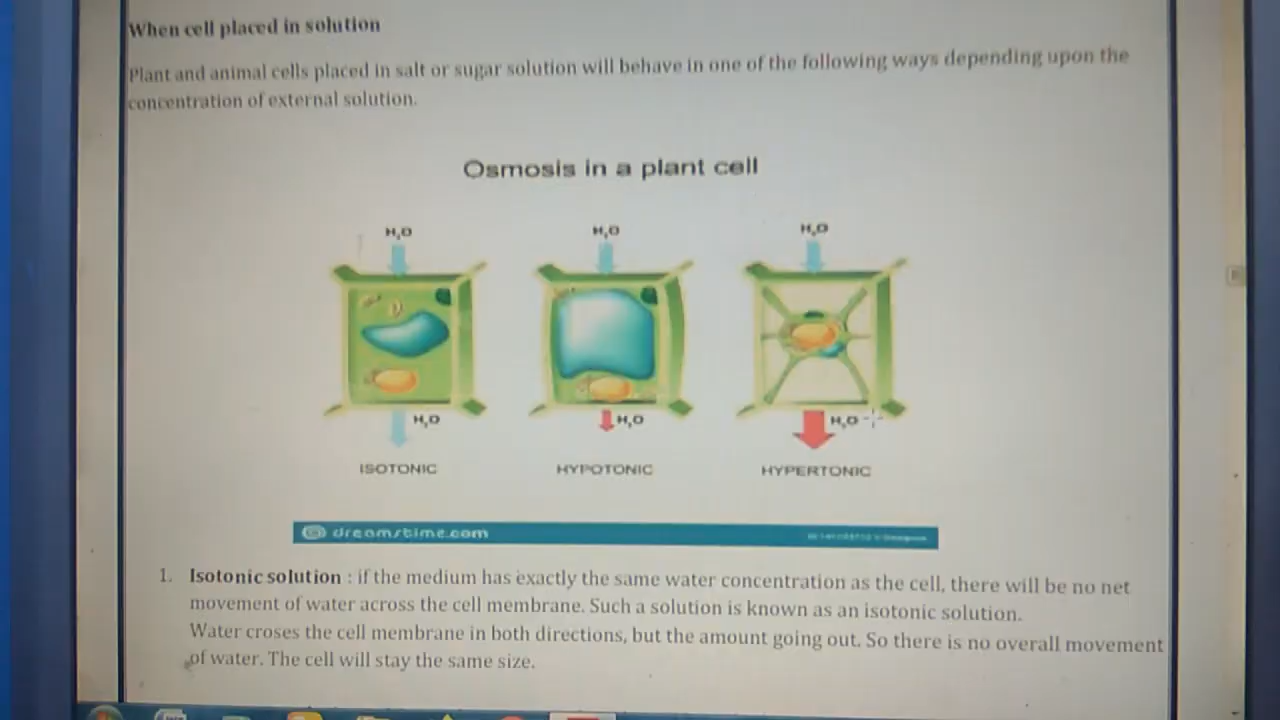 When cell placed in solution
Plant and animal cells placed in salt or sugar solution will behave in one of the following ways depending upon the
concentration of external solution.
Osmosis in a plant cell
H₂O H₂O H₂O
H₂O H₂O H₂O
ISOTONIC HYPOTONIC HYPERTONIC
dreamstime.com
1. Isotonic solution : if the medium has exactly the same water concentration as the cell, there will be no net
movement of water across the cell membrane. Such a solution is known as an isotonic solution.
Water croses the cell membrane in both directions, but the amount going out. So there is no overall movement
of water. The cell will stay the same size.